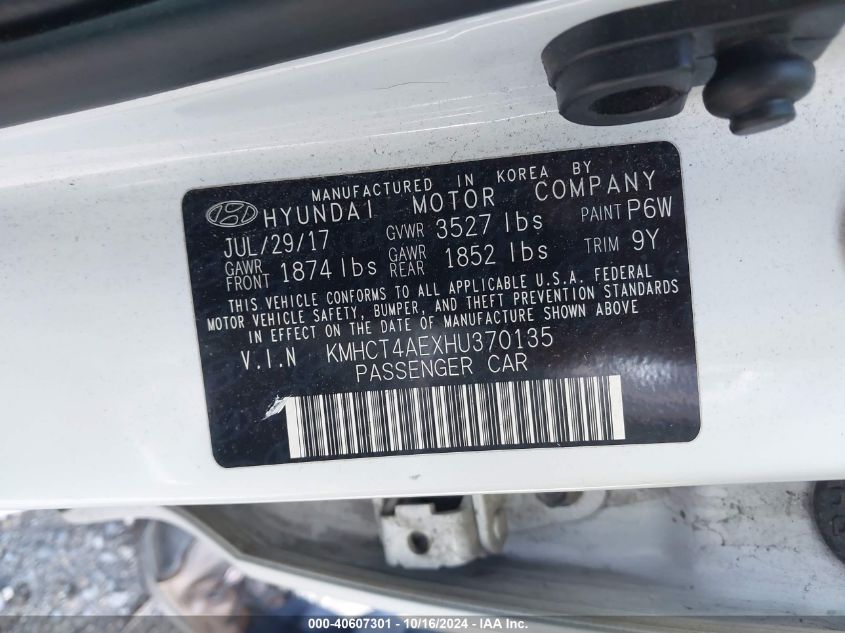 MANUFACTURED IN KOREA BY
HYUNDAI MOTOR COMPANY
JUL/29/17 GVWR 3527 lbs PAINT P6W
GAWR FRONT 1874 lbs GAWR REAR 1852 lbs TRIM 9Y
THIS VEHICLE CONFORMS TO ALL APPLICABLE U.S.A. FEDERAL
MOTOR VEHICLE SAFETY, BUMPER, AND THEFT PREVENTION STANDARDS
IN EFFECT ON THE DATE OF MANUFACTURE SHOWN ABOVE
V.I.N KMHCT4AEXHU370135
PASSENGER CAR
000-40607301 - 10/16/2024 -